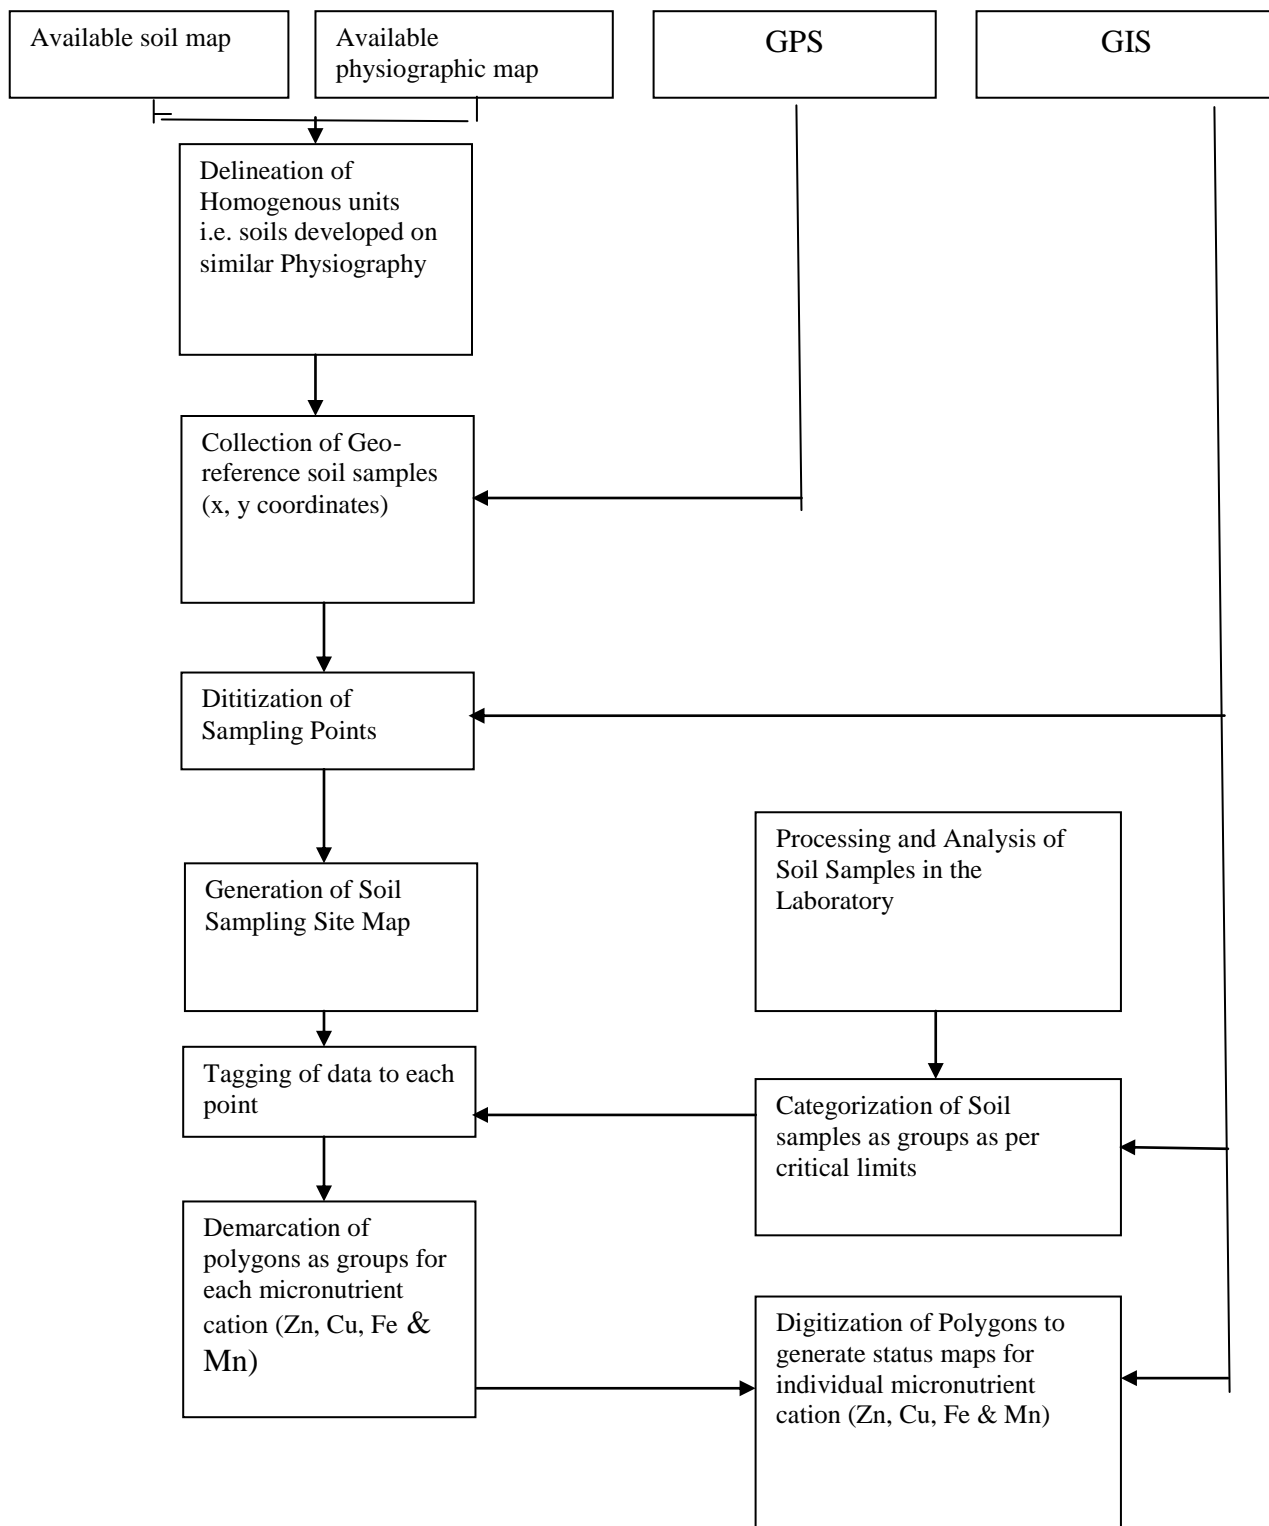 Available soil map
Available
physiographic map
GPS
GIS
Delineation of
Homogenous units
i.e. soils developed on
similar Physiography
Collection of Geo-
reference soil samples
(x, y coordinates)
Dititization of
Sampling Points
Processing and Analysis of
Soil Samples in the
Laboratory
Generation of Soil
Sampling Site Map
Tagging of data to each
point
Categorization of Soil
samples as groups as per
critical limits
Demarcation of
polygons as groups for
each micronutrient
cation (Zn, Cu, Fe &
Mn)
Digitization of Polygons to
generate status maps for
individual micronutrient
cation (Zn, Cu, Fe & Mn)